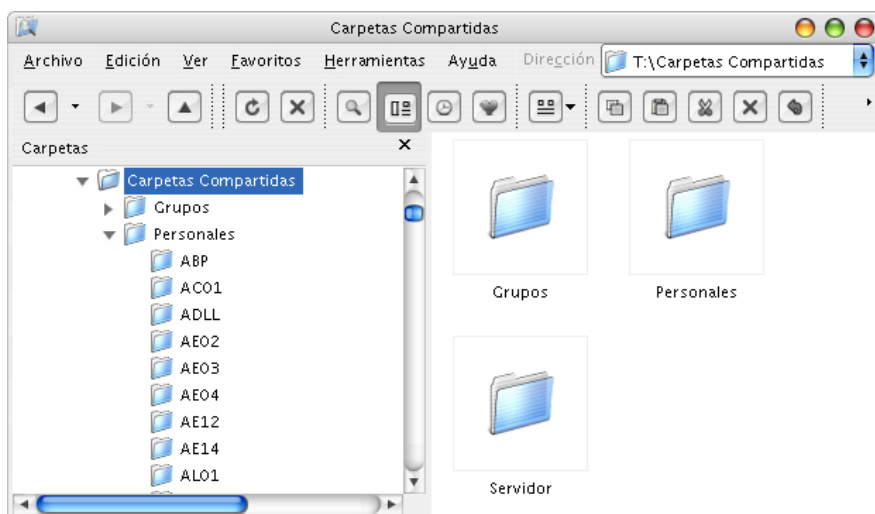 Carpetas Compartidas
Archivo Edición Ver Favoritos Herramientas Ayuda Dirección T:\Carpetas Compartidas
Carpetas
Carpetas Compartidas
Grupos
Personales
ABP
AC01
ADLL
AE02
AE03
AE04
AE12
AE14
AL01
Grupos Personales
Servidor